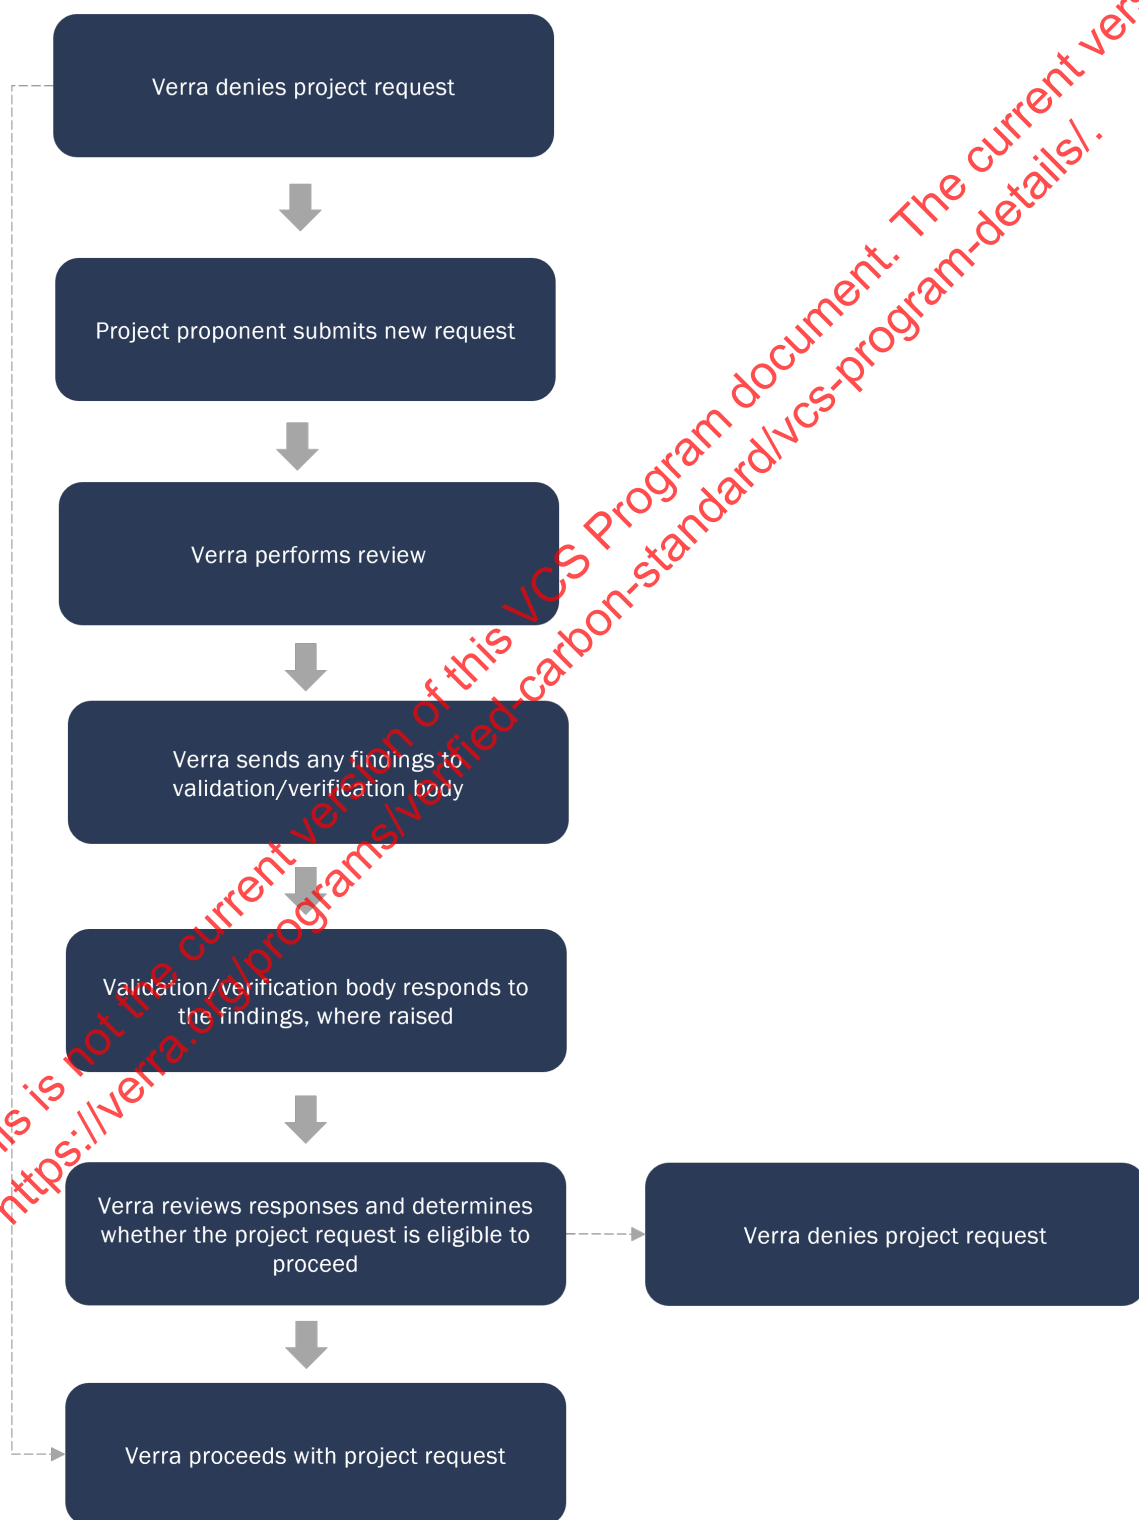 Verra denies project request
Project proponent submits new request
Verra performs review
Verra sends any findings to
validation/verification body
Validation/verification body responds to
the findings, where raised
Verra reviews responses and determines
whether the project request is eligible to
proceed
Verra denies project request
Verra proceeds with project request
is not the current version of this VCS Program document. The current
https://verra.org/programs/verified-carbon-standard/vcs-program-details/.